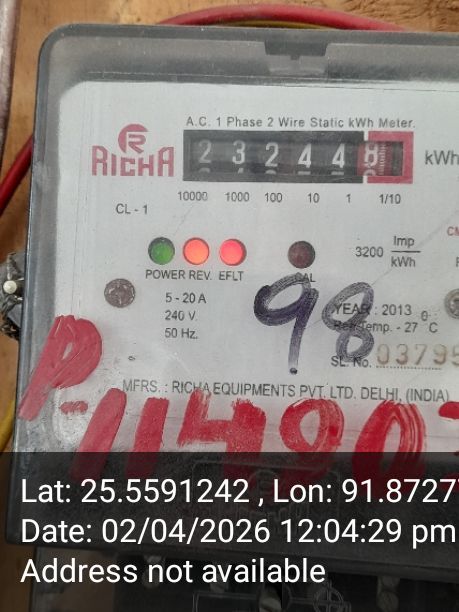 A.C. 1 Phase 2 Wire Static kWh Meter.
RICHA
2 3 2 4 4 8 kWh
10000 1000 100 10 1 1/10
CL - 1
3200 Imp/kWh
POWER REV. EFLT CAL
5 - 20 A
240 V.
50 Hz.
98
YEAR : 2013
Ref. Temp. - 27 °C
SL. No. 03795
MFRS. : RICHA EQUIPMENTS PVT. LTD. DELHI, (INDIA)
Lat: 25.5591242 , Lon: 91.8727
Date: 02/04/2026 12:04:29 pm
Address not available